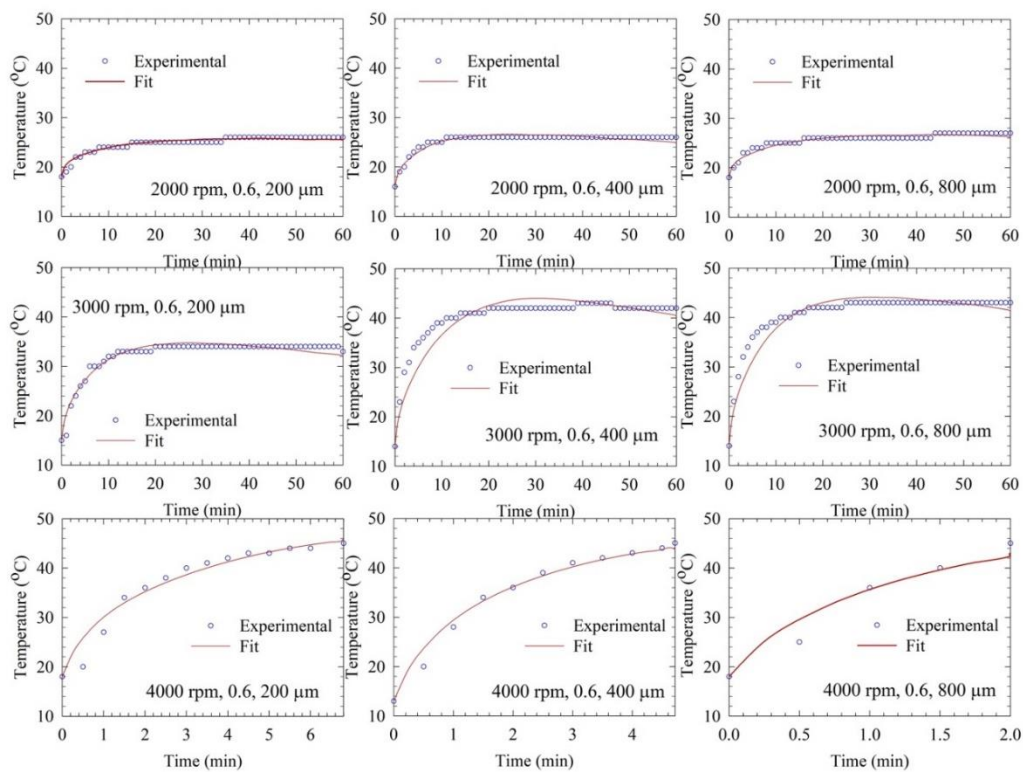 50
40
30
20
10
Temperature (°C)
Experimental
Fit
2000 rpm, 0.6, 200 μm
0 10 20 30 40 50 60
Time (min)
50
40
30
20
10
Temperature (°C)
Experimental
Fit
2000 rpm, 0.6, 400 μm
0 10 20 30 40 50 60
Time (min)
50
40
30
20
10
Temperature (°C)
Experimental
Fit
2000 rpm, 0.6, 800 μm
0 10 20 30 40 50 60
Time (min)
50
40
30
20
10
Temperature (°C)
3000 rpm, 0.6, 200 μm
Experimental
Fit
0 10 20 30 40 50 60
Time (min)
50
40
30
20
10
Temperature (°C)
Experimental
Fit
3000 rpm, 0.6, 400 μm
0 10 20 30 40 50 60
Time (min)
50
40
30
20
10
Temperature (°C)
Experimental
Fit
3000 rpm, 0.6, 800 μm
0 10 20 30 40 50 60
Time (min)
50
40
30
20
10
Temperature (°C)
Experimental
Fit
4000 rpm, 0.6, 200 μm
0 1 2 3 4 5 6
Time (min)
50
40
30
20
10
Temperature (°C)
Experimental
Fit
4000 rpm, 0.6, 400 μm
0 1 2 3 4
Time (min)
50
40
30
20
10
Temperature (°C)
Experimental
Fit
4000 rpm, 0.6, 800 μm
0.0 0.5 1.0 1.5 2.0
Time (min)